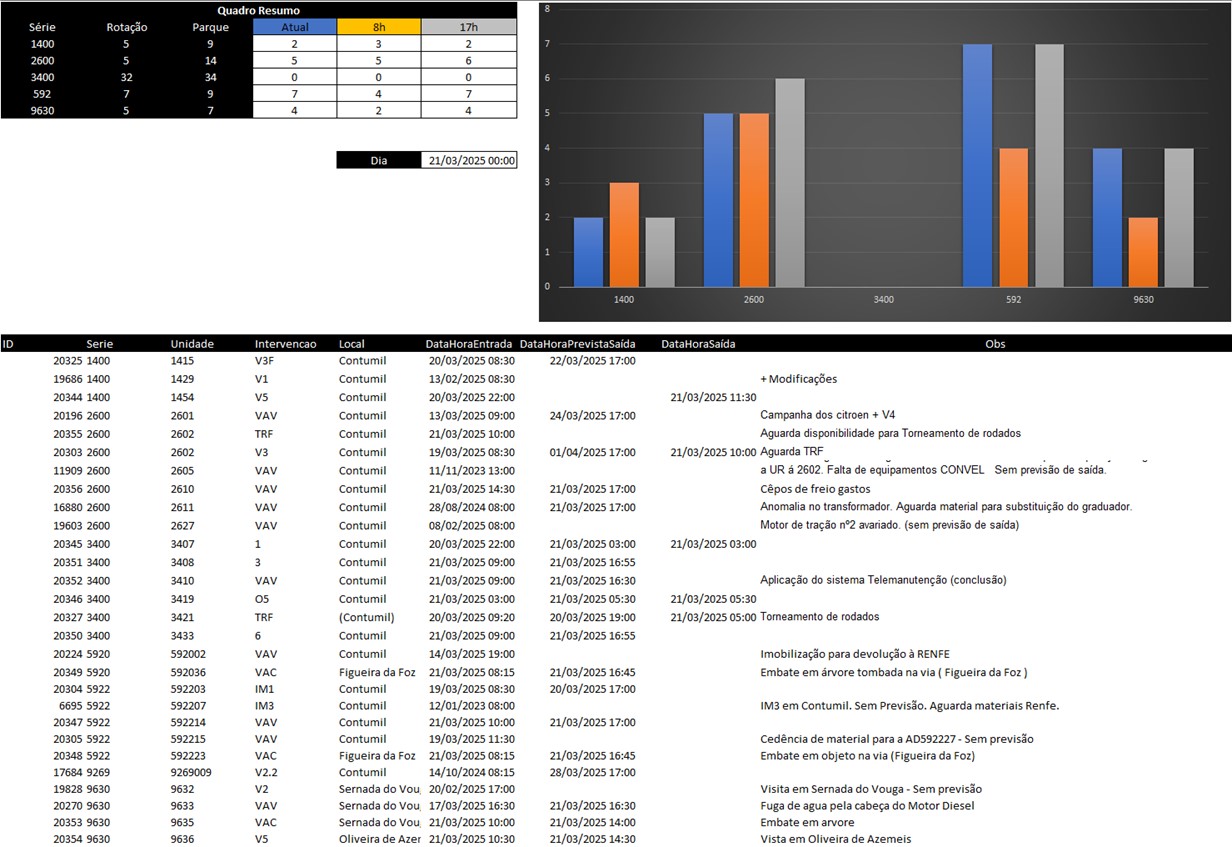 Quadro Resumo
Série Rotação Parque Atual 8h 17h
1400 5 9 2 3 2
2600 5 14 5 5 6
3400 32 34 0 0 0
592 7 9 7 4 7
9630 5 7 4 2 4
Dia 21/03/2025 00:00
8
7
6
5
4
3
2
1
0
1400 2600 3400 592 9630
ID Serie Unidade Intervencao Local DataHoraEntrada DataHoraPrevistaSaída DataHoraSaída Obs
20325 1400 1415 V3F Contumil 20/03/2025 08:30 22/03/2025 17:00
19686 1400 1429 V1 Contumil 13/02/2025 08:30 + Modificações
20344 1400 1454 V5 Contumil 20/03/2025 22:00 21/03/2025 11:30
20196 2600 2601 VAV Contumil 13/03/2025 09:00 24/03/2025 17:00 Campanha dos citroen + V4
20355 2600 2602 TRF Contumil 21/03/2025 10:00 Aguarda disponibilidade para Torneamento de rodados
20303 2600 2602 V3 Contumil 19/03/2025 08:30 01/04/2025 17:00 21/03/2025 10:00 Aguarda TRF
11909 2600 2605 VAV Contumil 11/11/2023 13:00 a UR á 2602. Falta de equipamentos CONVEL Sem previsão de saída.
20356 2600 2610 VAV Contumil 21/03/2025 14:30 21/03/2025 17:00 Cêpos de freio gastos
16880 2600 2611 VAV Contumil 28/08/2024 08:00 21/03/2025 17:00 Anomalia no transformador. Aguarda material para substituição do graduador.
19603 2600 2627 VAV Contumil 08/02/2025 08:00 Motor de tração nº2 avariado. (sem previsão de saída)
20345 3400 3407 1 Contumil 20/03/2025 22:00 21/03/2025 03:00 21/03/2025 03:00
20351 3400 3408 3 Contumil 21/03/2025 09:00 21/03/2025 16:55
20352 3400 3410 VAV Contumil 21/03/2025 09:00 21/03/2025 16:30 Aplicação do sistema Telemanutenção (conclusão)
20346 3400 3419 O5 Contumil 21/03/2025 03:00 21/03/2025 05:30 21/03/2025 05:30
20327 3400 3421 TRF (Contumil) 20/03/2025 09:20 20/03/2025 19:00 21/03/2025 05:00 Torneamento de rodados
20350 3400 3433 6 Contumil 21/03/2025 09:00 21/03/2025 16:55
20224 5920 592002 VAV Contumil 14/03/2025 19:00 Imobilização para devolução à RENFE
20349 5920 592036 VAC Figueira da Foz 21/03/2025 08:15 21/03/2025 16:45 Embate em árvore tombada na via ( Figueira da Foz )
20304 5922 592203 IM1 Contumil 19/03/2025 08:30 20/03/2025 17:00
6695 5922 592207 IM3 Contumil 12/01/2023 08:00 IM3 em Contumil. Sem Previsão. Aguarda materiais Renfe.
20347 5922 592214 VAV Contumil 21/03/2025 10:00 21/03/2025 17:00
20305 5922 592215 VAV Contumil 19/03/2025 11:30 Cedência de material para a AD592227 - Sem previsão
20348 5922 592223 VAC Figueira da Foz 21/03/2025 08:15 21/03/2025 16:45 Embate em objeto na via (Figueira da Foz)
17684 9269 9269009 V2.2 Contumil 14/10/2024 08:15 28/03/2025 17:00
19828 9630 9632 V2 Sernada do Vou 20/02/2025 17:00 Visita em Sernada do Vouga - Sem previsão
20270 9630 9633 VAV Sernada do Vou 17/03/2025 16:30 21/03/2025 16:30 Fuga de agua pela cabeça do Motor Diesel
20353 9630 9635 VAC Sernada do Vou 21/03/2025 10:00 21/03/2025 14:00 Embate em arvore
20354 9630 9636 V5 Oliveira de Azer 21/03/2025 10:30 21/03/2025 14:30 Vista em Oliveira de Azemeis